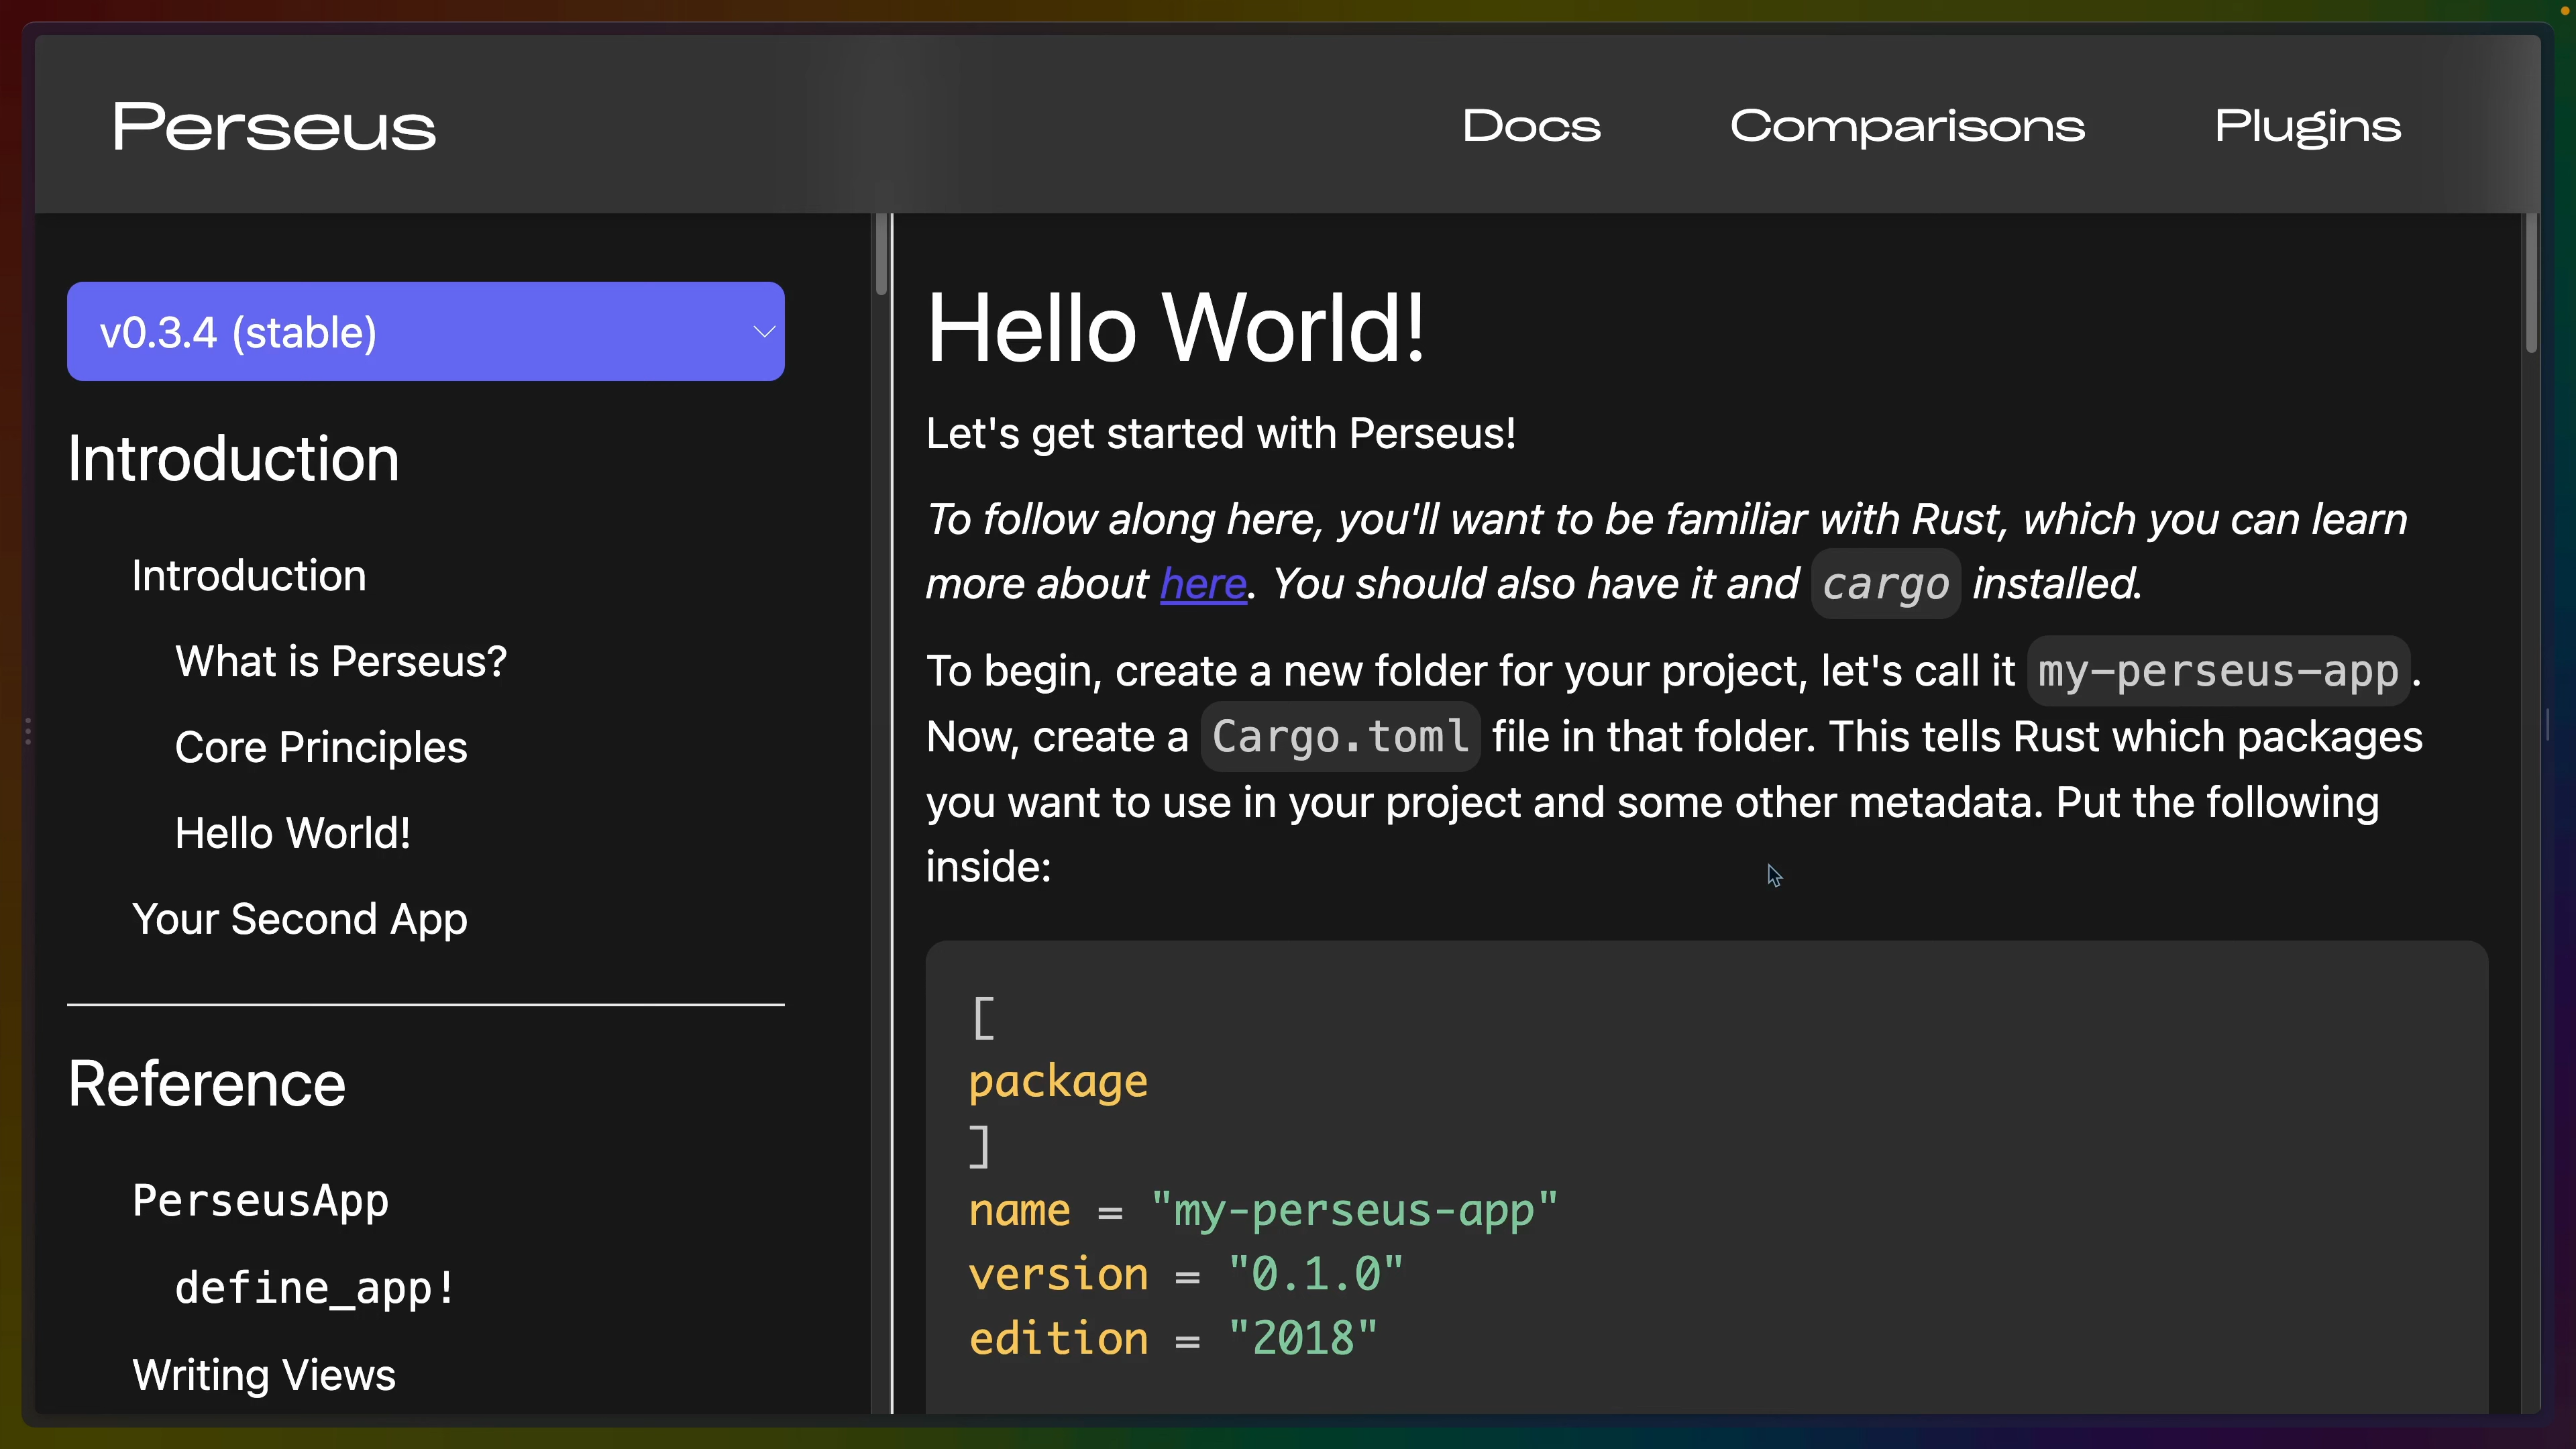 Perseus
Docs
Comparisons
Plugins
v0.3.4 (stable)
Introduction
Introduction
What is Perseus?
Core Principles
Hello World!
Your Second App
Reference
PerseusApp
define_app!
Writing Views
Hello World!
Let's get started with Perseus!
To follow along here, you'll want to be familiar with Rust, which you can learn
more about here. You should also have it and cargo installed.
To begin, create a new folder for your project, let's call it my-perseus-app.
Now, create a Cargo.toml file in that folder. This tells Rust which packages
you want to use in your project and some other metadata. Put the following
inside:
[
package
]
name = "my-perseus-app"
version = "0.1.0"
edition = "2018"